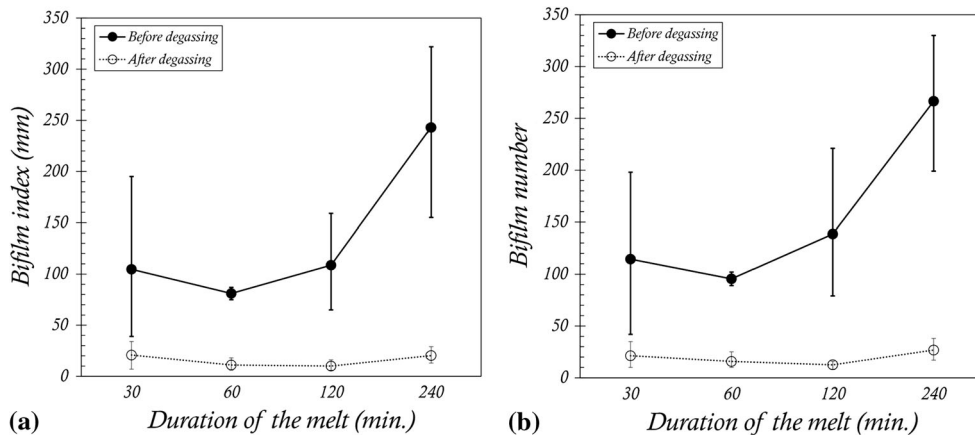 350
300
250
200
150
100
50
0
Bifilm index (mm)
Before degassing
After degassing
30 60 120 240
(a) Duration of the melt (min.)
350
300
250
200
150
100
50
0
Bifilm number
Before degassing
After degassing
30 60 120 240
(b) Duration of the melt (min.)